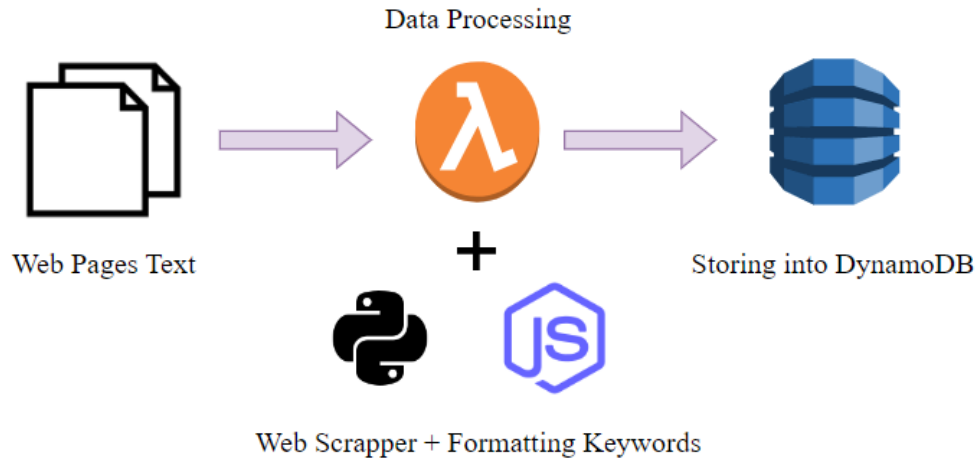 Data Processing
λ
Web Pages Text
+
Storing into DynamoDB
JS
Web Scrapper + Formatting Keywords